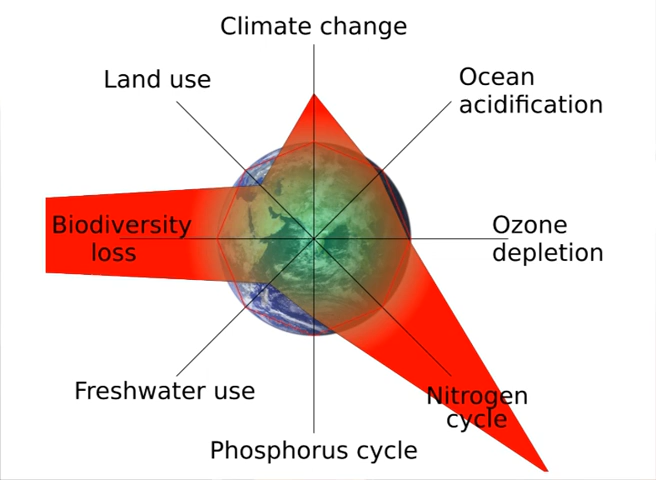 Climate change
Land use
Ocean
acidification
Biodiversity
loss
Ozone
depletion
Freshwater use
Nitrogen
cycle
Phosphorus cycle